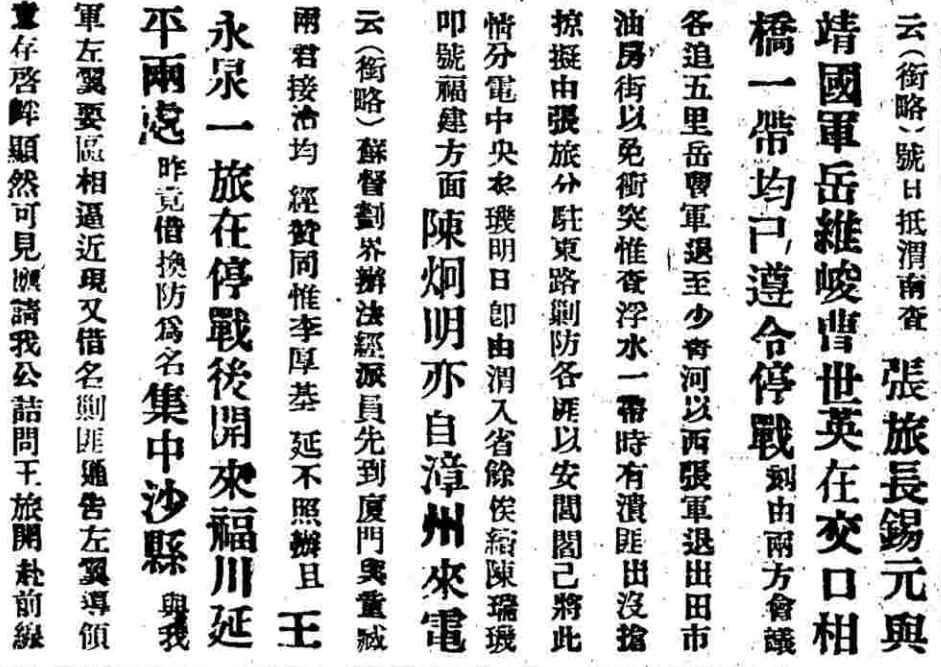 云（銜略）號日抵渭南查 張旅長錫元與
靖國軍岳維峻曹世英在交口相
橋一帶均已遵令停戰 刻由兩方會議
各追五里岳曹軍退至少河以西張軍退出田市
油房街以免衝突惟查浮水一帶時有潰匪出沒搶
掠擬由張旅分駐東路剿防各匪以安閭閻已將此
情分電中央衣璣明日卽由渭入省餘俟續陳瑞璣
叩號福建方面 陳炯明亦自漳州來電
云（銜略）蘇督劃界辦法經派員先到廈門與童臧
兩君接洽均 經贊同惟李厚基 延不照辦且 王
永泉一旅在停戰後開來福川延
平兩處 昨竟借換防爲名 集中沙縣 與我
軍左翼要區相逼近現又借名剿匪通告左翼導領
存啓衅顯然可見應請我公詰問王旅開赴前線